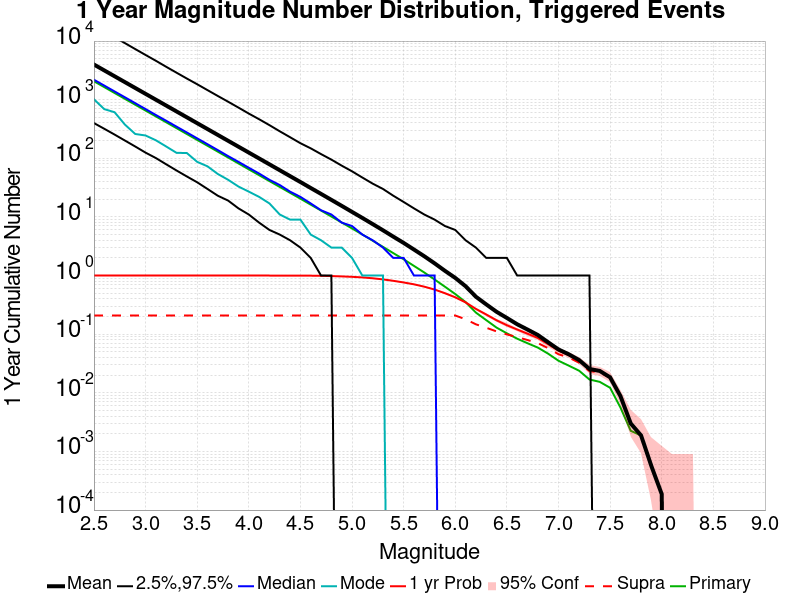 1 Year Magnitude Number Distribution, Triggered Events
1 Year Cumulative Number
10^4
10^3
10^2
10^1
10^0
10^-1
10^-2
10^-3
10^-4
2.5 3.0 3.5 4.0 4.5 5.0 5.5 6.0 6.5 7.0 7.5 8.0 8.5 9.0
Magnitude
Mean 2.5%,97.5% Median Mode 1 yr Prob 95% Conf Supra Primary